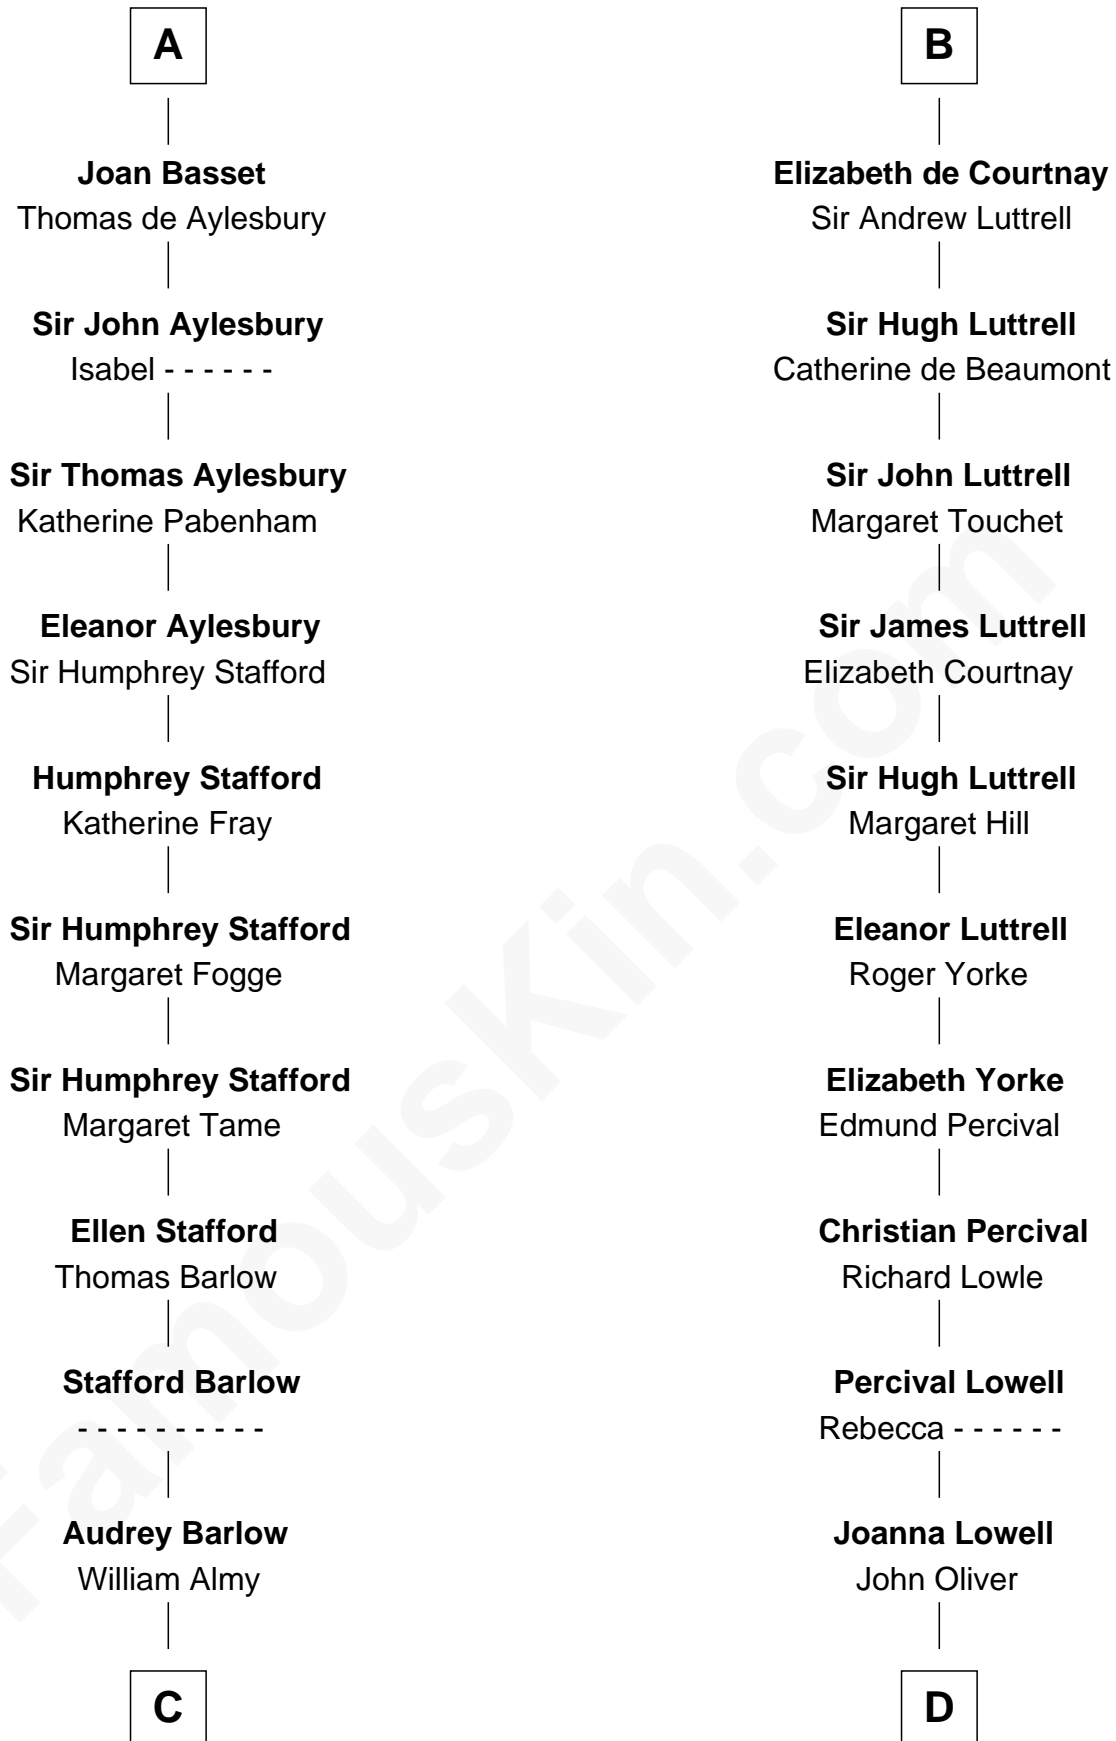 A
Joan Basset
Thomas de Aylesbury
Sir John Aylesbury
Isabel - - - - - -
Sir Thomas Aylesbury
Katherine Pabenham
Eleanor Aylesbury
Sir Humphrey Stafford
Humphrey Stafford
Katherine Fray
Sir Humphrey Stafford
Margaret Fogge
Sir Humphrey Stafford
Margaret Tame
Ellen Stafford
Thomas Barlow
Stafford Barlow
- - - - - - - - - -
Audrey Barlow
William Almy
C
B
Elizabeth de Courtnay
Sir Andrew Luttrell
Sir Hugh Luttrell
Catherine de Beaumont
Sir John Luttrell
Margaret Touchet
Sir James Luttrell
Elizabeth Courtnay
Sir Hugh Luttrell
Margaret Hill
Eleanor Luttrell
Roger Yorke
Elizabeth Yorke
Edmund Percival
Christian Percival
Richard Lowle
Percival Lowell
Rebecca - - - - - -
Joanna Lowell
John Oliver
D
FamousKin.com